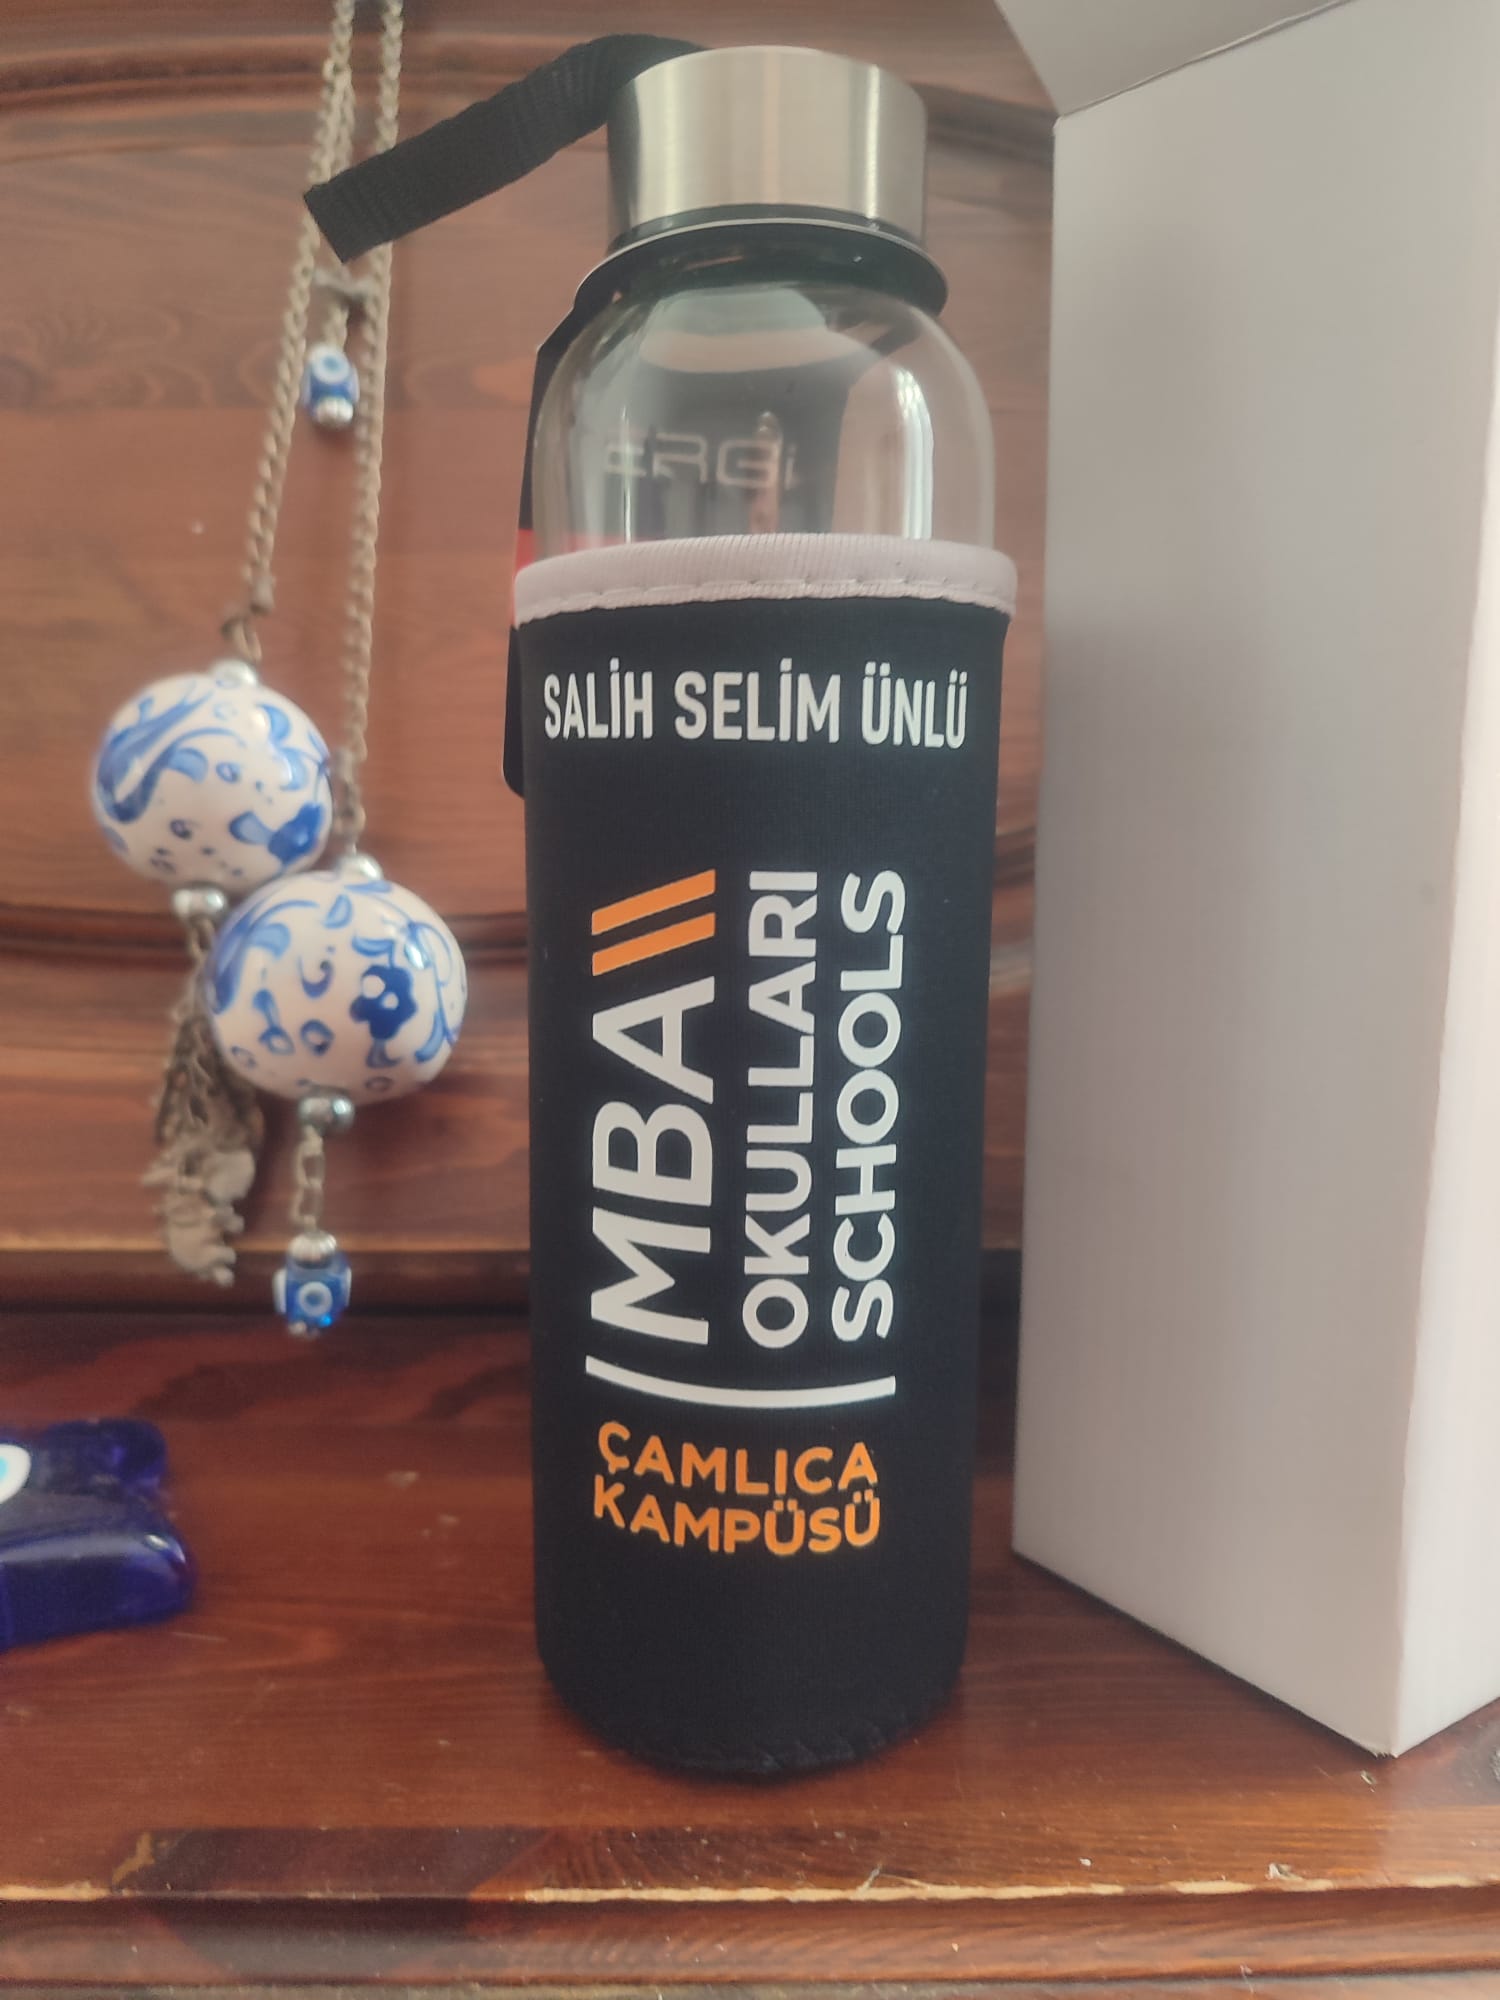 SALİH SELİM ÜNLÜ
MBA
OKULLARI
SCHOOLS
ÇAMLICA
KAMPÜSÜ